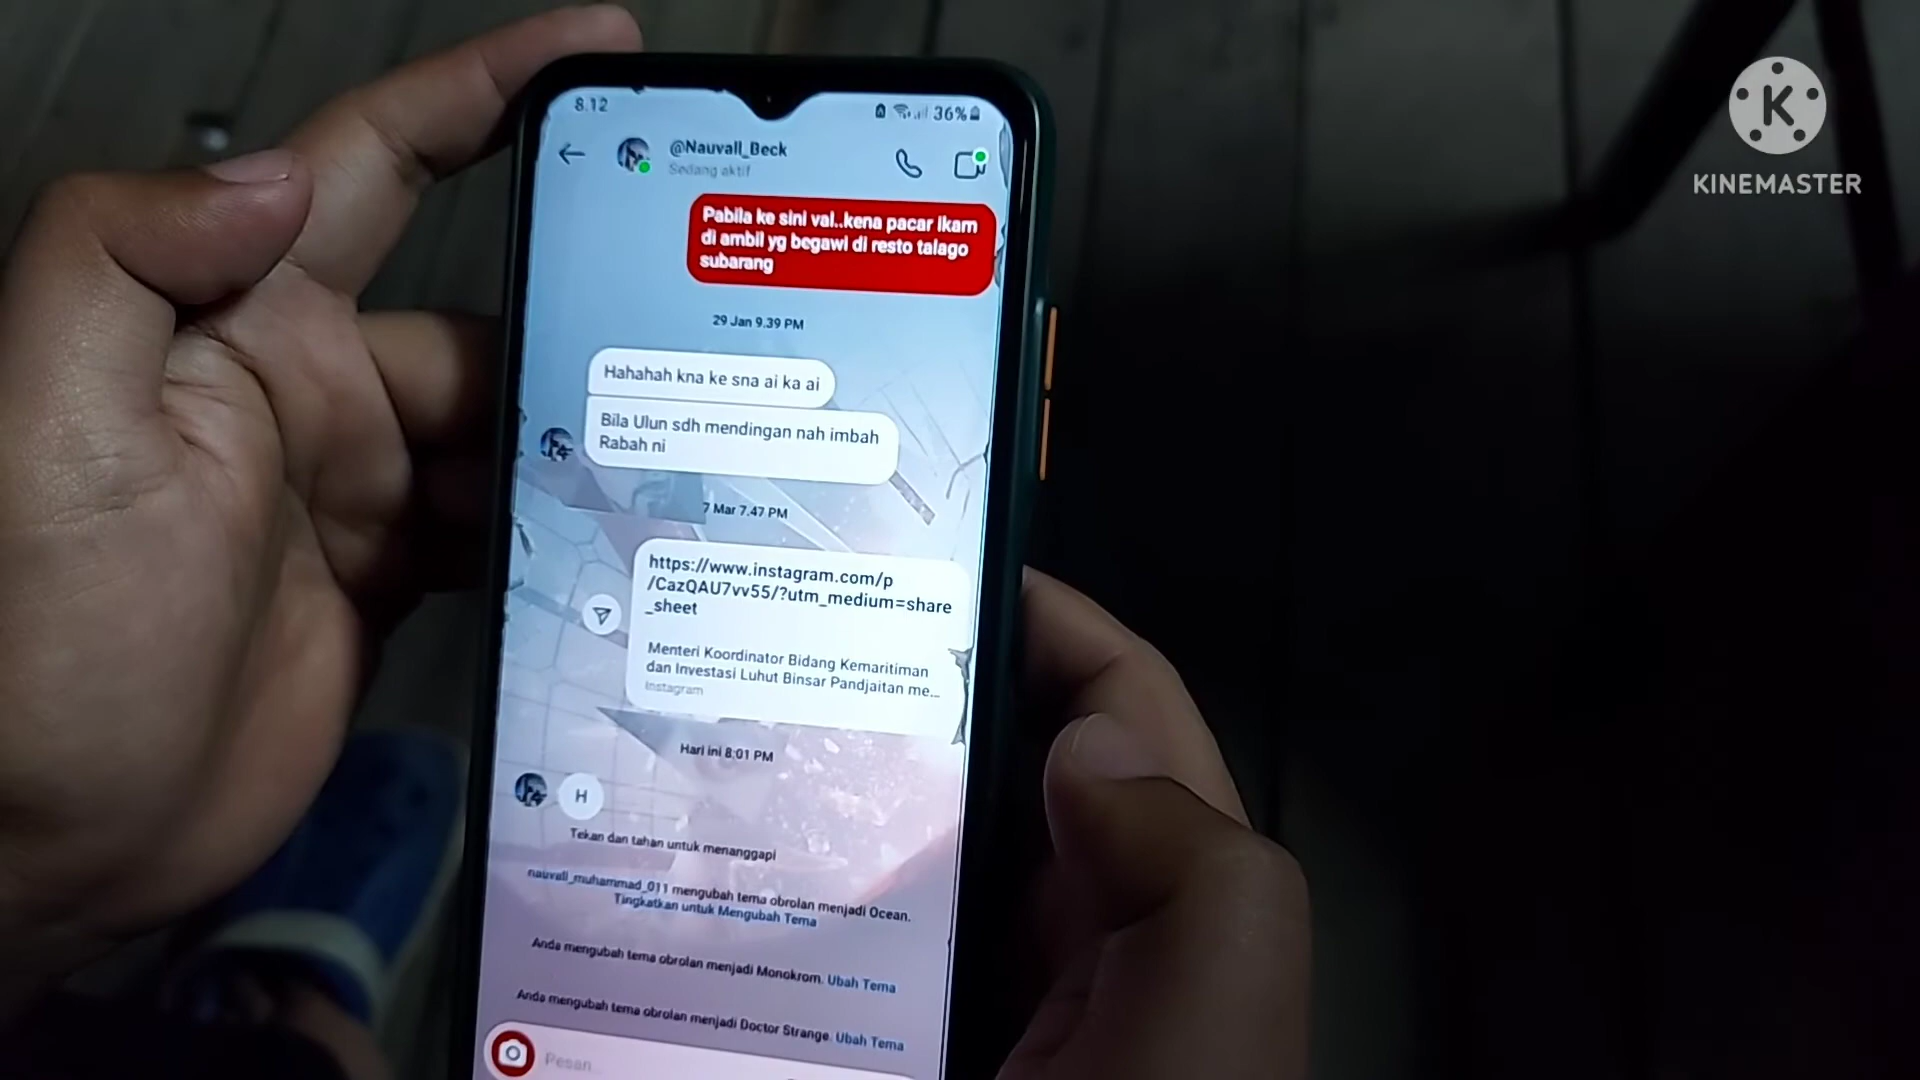 8.12
36%
@Nauvall_Beck
Sedang aktif
Pabila ke sini val..kena pacar ikam
di ambil yg begawi di resto talago
subarang
29 Jan 9.39 PM
Hahahah kna ke sna ai ka ai
Bila Ulun sdh mendingan nah imbah
Rabah ni
7 Mar 7.47 PM
https://www.instagram.com/p
/CazQAU7vv55/?utm_medium=share
_sheet
Menteri Koordinator Bidang Kemaritiman
dan Investasi Luhut Binsar Pandjaitan me...
Instagram
Hari ini 8:01 PM
H
Tekan dan tahan untuk menanggapi
nauvall_muhammad_011 mengubah tema obrolan menjadi Ocean.
Tingkatkan untuk Mengubah Tema
Anda mengubah tema obrolan menjadi Monokrom. Ubah Tema
Anda mengubah tema obrolan menjadi Doctor Strange. Ubah Tema
Pesan...
K
KINEMASTER